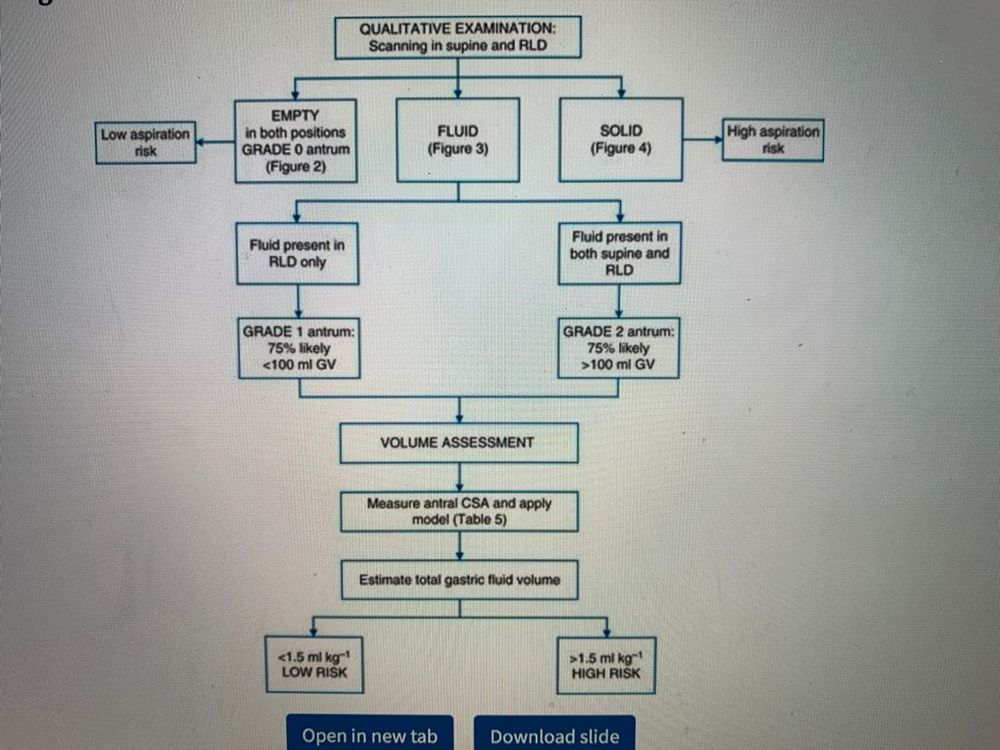 QUALITATIVE EXAMINATION:
Scanning in supine and RLD
Low aspiration
risk
EMPTY
in both positions
GRADE 0 antrum
(Figure 2)
FLUID
(Figure 3)
SOLID
(Figure 4)
High aspiration
risk
Fluid present in
RLD only
Fluid present in
both supine and
RLD
GRADE 1 antrum:
75% likely
<100 ml GV
GRADE 2 antrum:
75% likely
>100 ml GV
VOLUME ASSESSMENT
Measure antral CSA and apply
model (Table 5)
Estimate total gastric fluid volume
<1.5 ml kg⁻¹
LOW RISK
>1.5 ml kg⁻¹
HIGH RISK
Open in new tab
Download slide